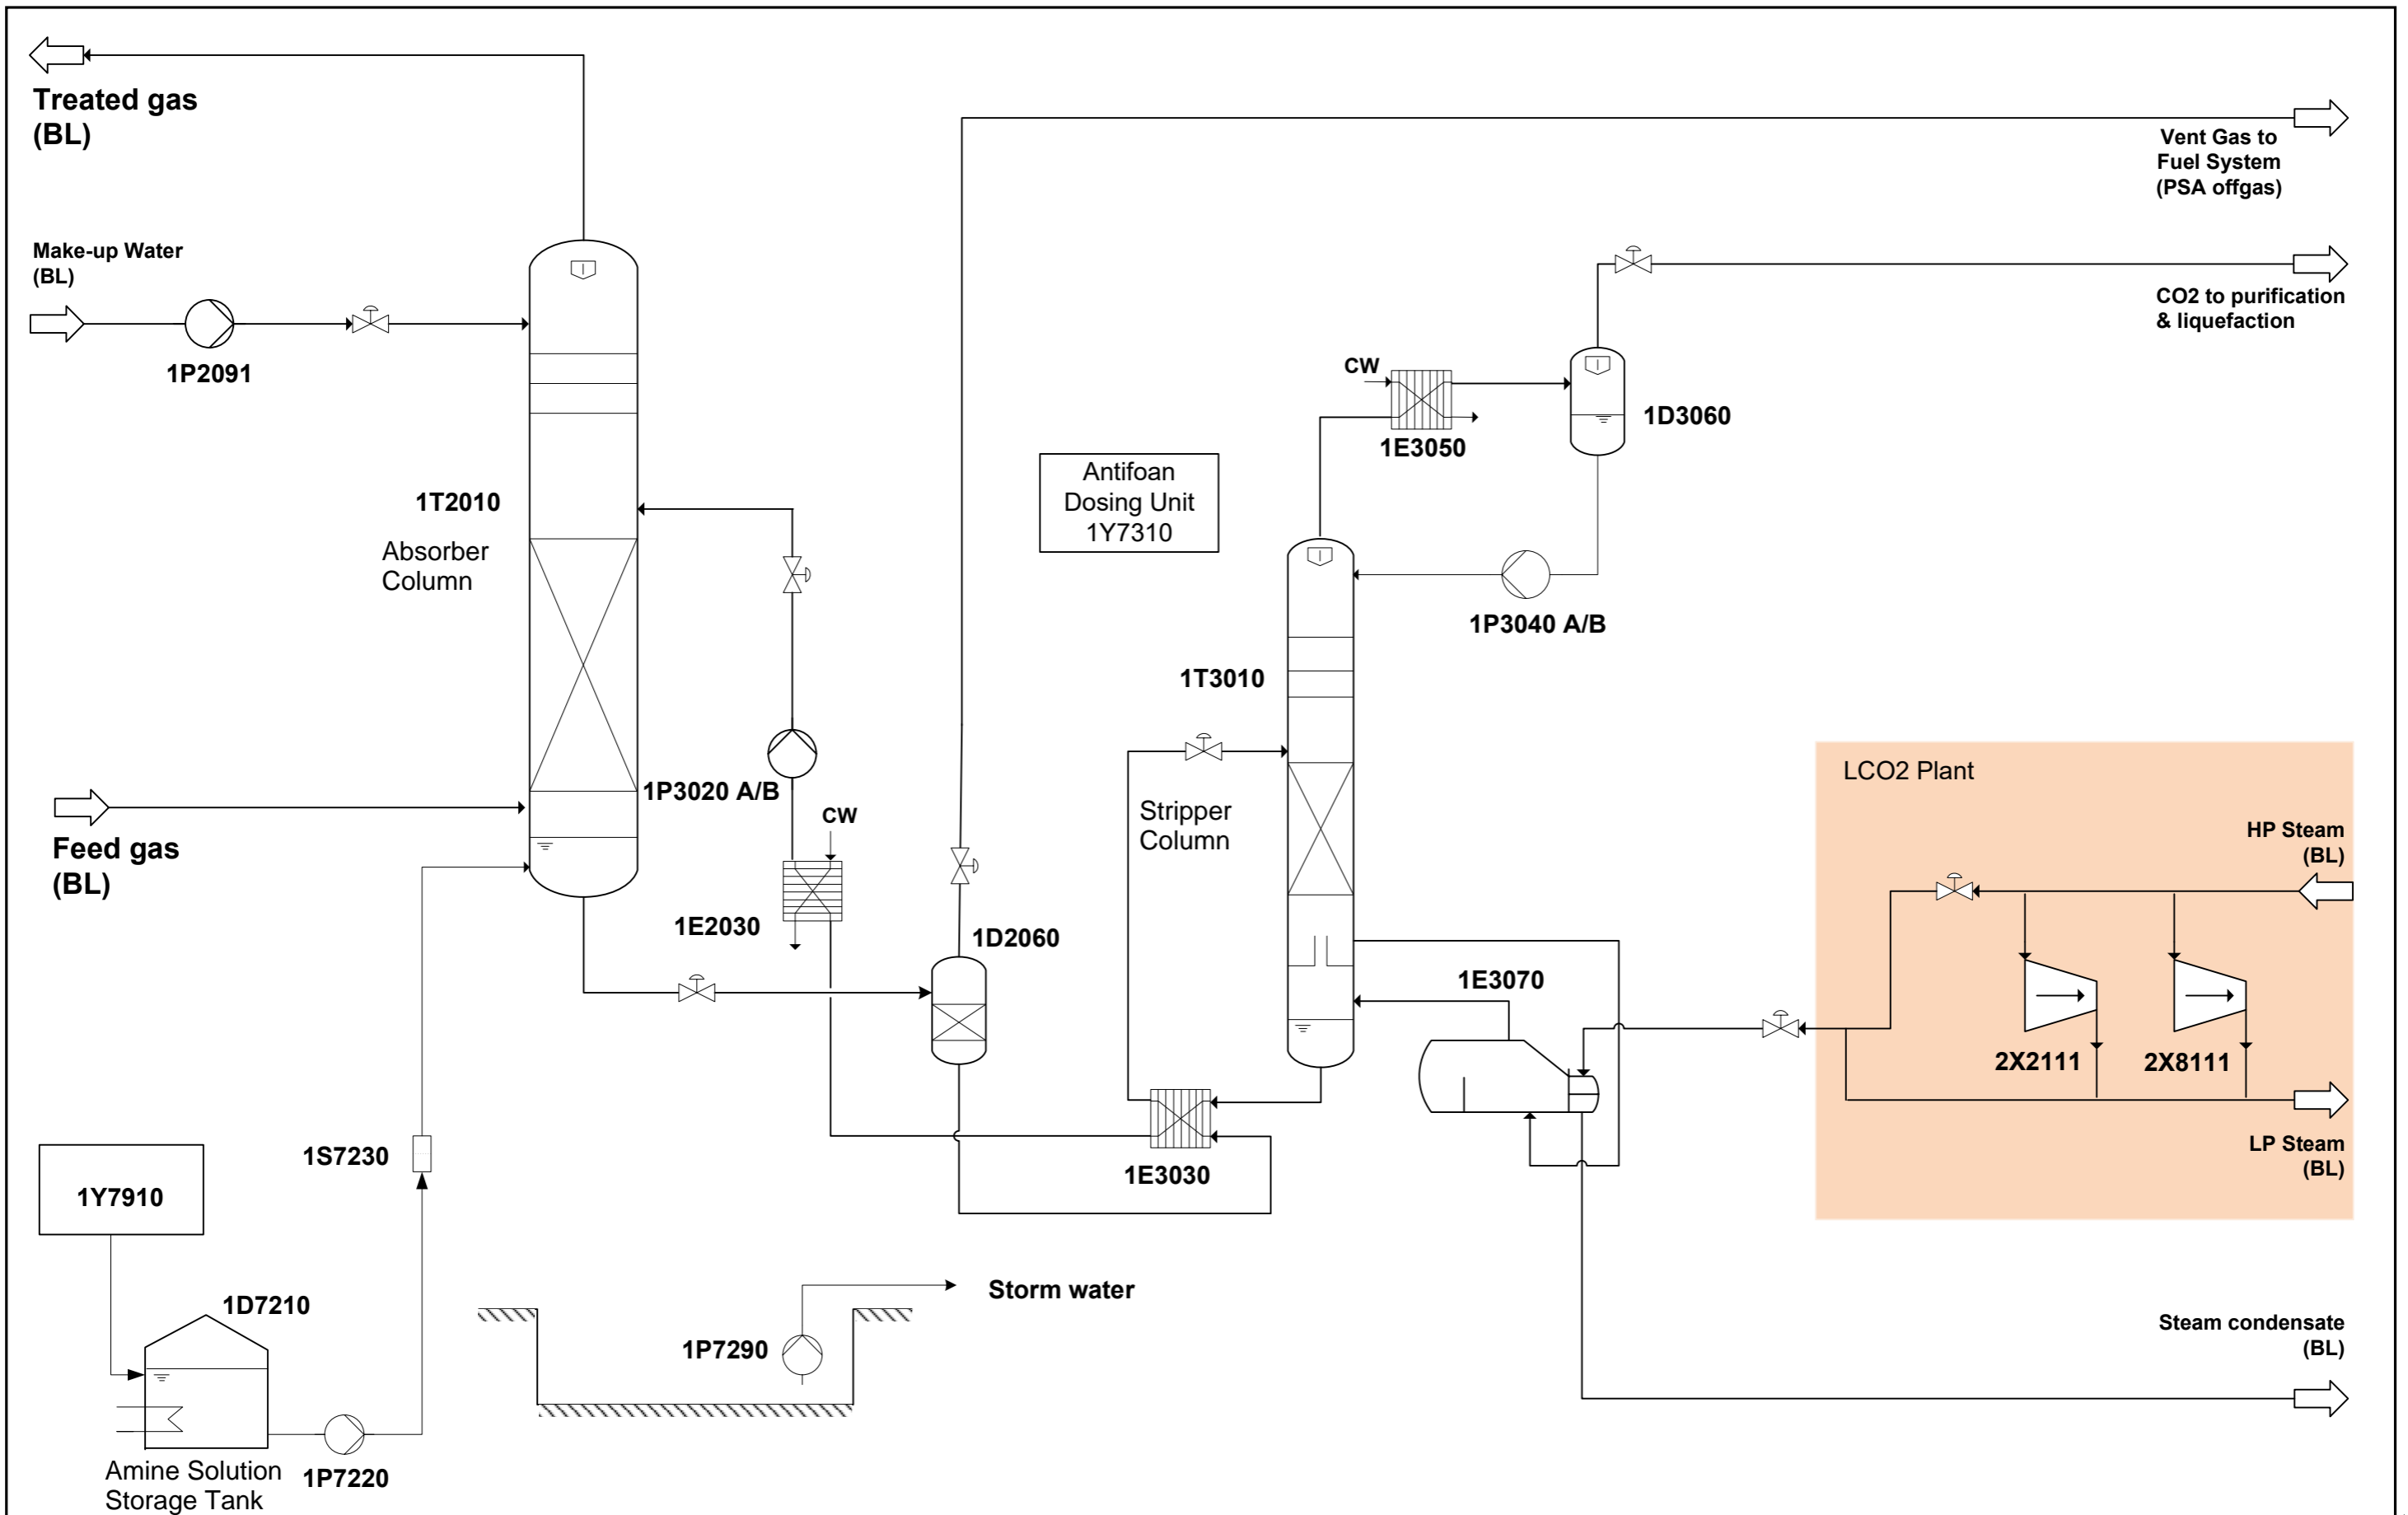 Treated gas
(BL)
Vent Gas to
Fuel System
(PSA offgas)
Make-up Water
(BL)
1P2091
CO2 to purification
& liquefaction
CW
1E3050
1D3060
Antifoan
Dosing Unit
1Y7310
1T2010
Absorber
Column
1P3040 A/B
1T3010
1P3020 A/B
CW
Stripper
Column
LCO2 Plant
HP Steam
(BL)
Feed gas
(BL)
1E2030
1D2060
1E3070
2X2111
2X8111
LP Steam
(BL)
1S7230
1E3030
1Y7910
Storm water
1D7210
1P7290
Steam condensate
(BL)
Amine Solution
Storage Tank
1P7220